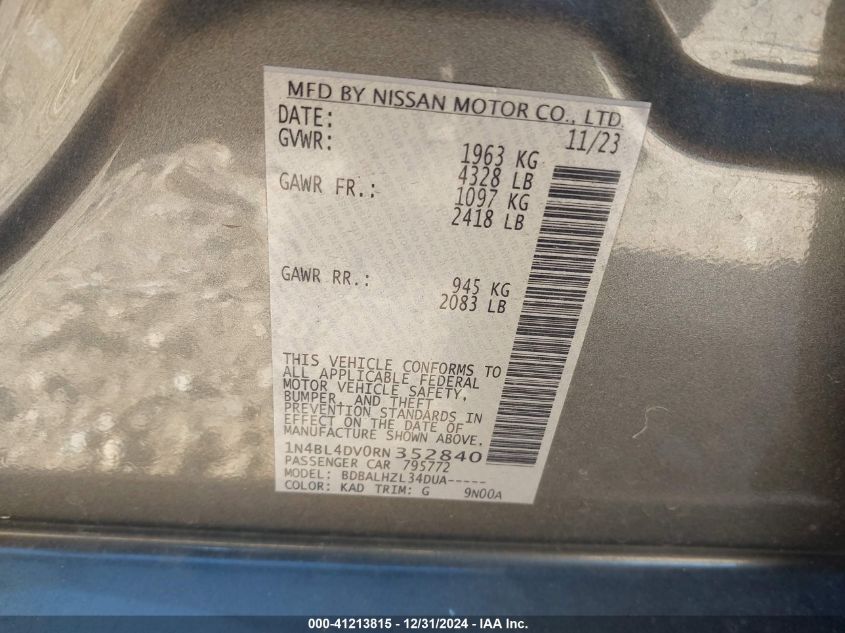 MFD BY NISSAN MOTOR CO., LTD.
DATE: 11/23
GVWR: 1963 KG
4328 LB
GAWR FR.: 1097 KG
2418 LB
GAWR RR.: 945 KG
2083 LB
THIS VEHICLE CONFORMS TO
ALL APPLICABLE FEDERAL
MOTOR VEHICLE SAFETY,
BUMPER, AND THEFT
PREVENTION STANDARDS IN
EFFECT ON THE DATE OF
MANUFACTURE SHOWN ABOVE.
1N4BL4DV0RN352840
PASSENGER CAR 795772
MODEL: BDBALHZL34DUA-----
COLOR: KAD TRIM: G 9N00A
000-41213815 - 12/31/2024 - IAA Inc.